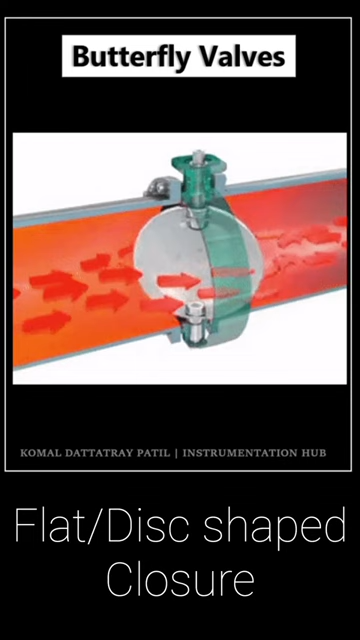 Butterfly Valves
KOMAL DATTATRAY PATIL | INSTRUMENTATION HUB
Flat/Disc shaped
Closure